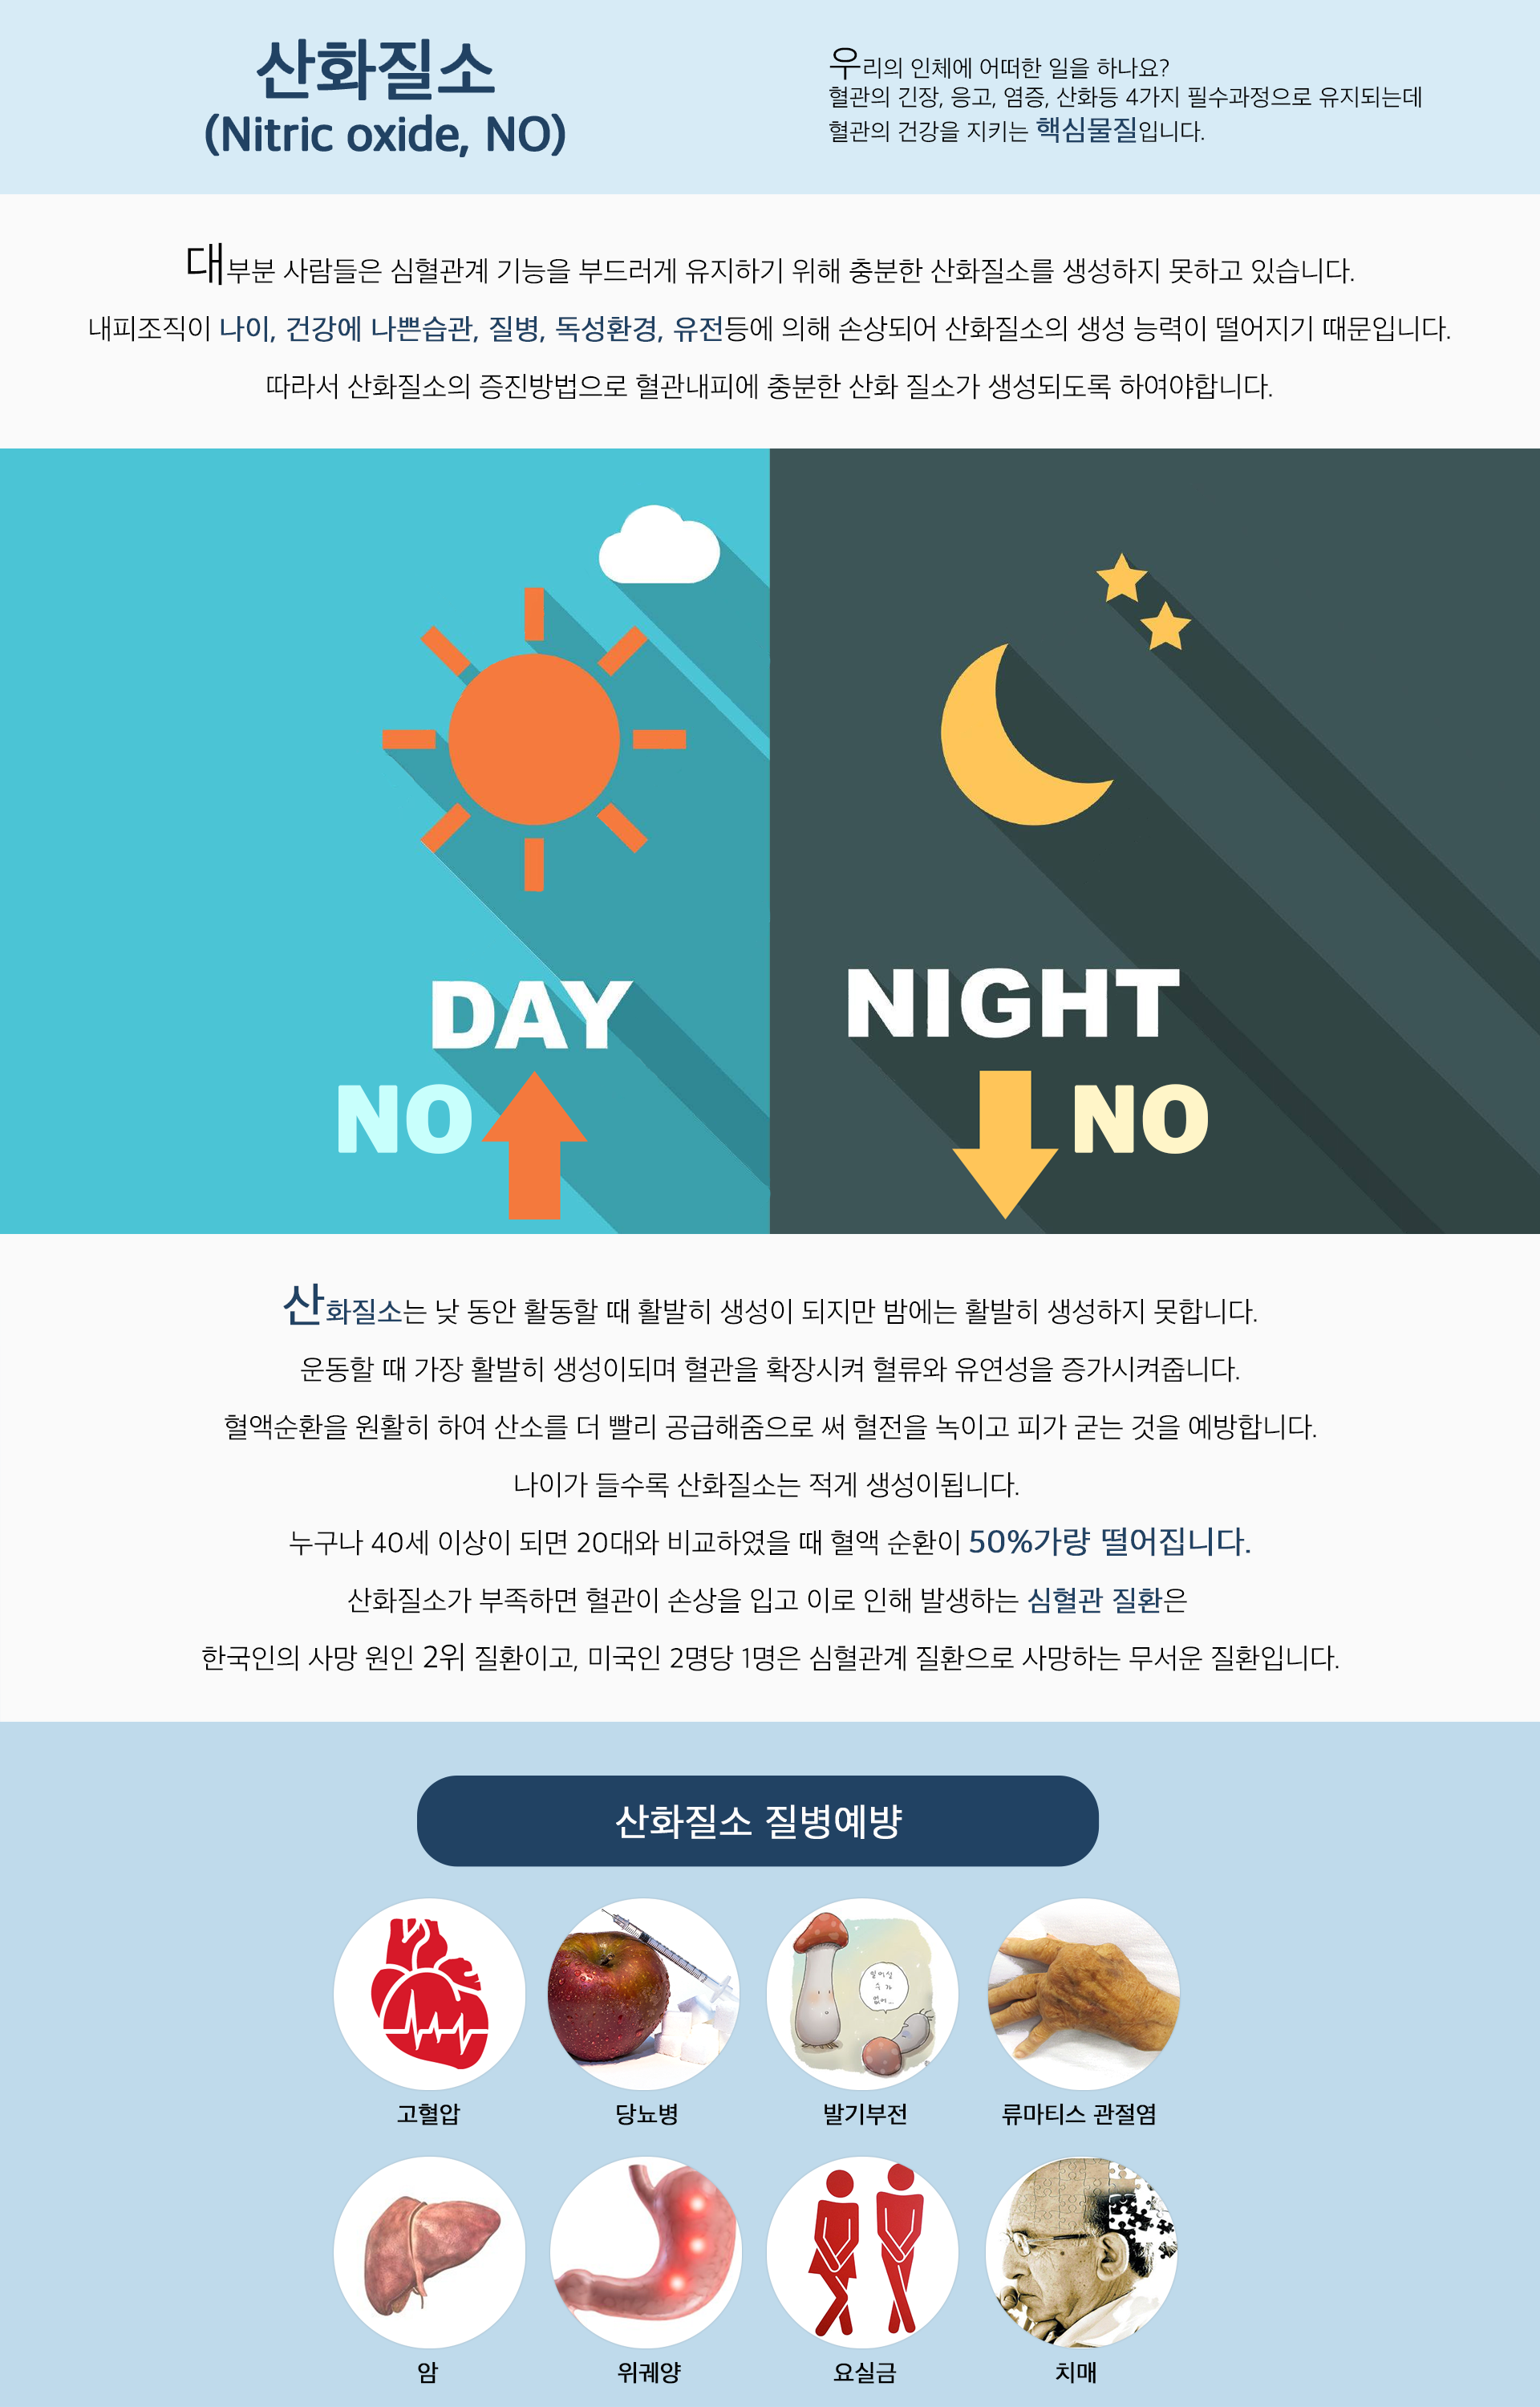 산화질소
(Nitric oxide, NO)
우리의 인체에 어떠한 일을 하나요?
혈관의 긴장, 응고, 염증, 산화등 4가지 필수과정으로 유지되는데
혈관의 건강을 지키는 핵심물질입니다.
대부분 사람들은 심혈관계 기능을 부드러게 유지하기 위해 충분한 산화질소를 생성하지 못하고 있습니다.
내피조직이 나이, 건강에 나쁜습관, 질병, 독성환경, 유전등에 의해 손상되어 산화질소의 생성 능력이 떨어지기 때문입니다.
따라서 산화질소의 증진방법으로 혈관내피에 충분한 산화 질소가 생성되도록 하여야합니다.
DAY
NO
NIGHT
NO
산화질소는 낮 동안 활동할 때 활발히 생성이 되지만 밤에는 활발히 생성하지 못합니다.
운동할 때 가장 활발히 생성이되며 혈관을 확장시켜 혈류와 유연성을 증가시켜줍니다.
혈액순환을 원활히 하여 산소를 더 빨리 공급해줌으로 써 혈전을 녹이고 피가 굳는 것을 예방합니다.
나이가 들수록 산화질소는 적게 생성이됩니다.
누구나 40세 이상이 되면 20대와 비교하였을 때 혈액 순환이 50%가량 떨어집니다.
산화질소가 부족하면 혈관이 손상을 입고 이로 인해 발생하는 심혈관 질환은
한국인의 사망 원인 2위 질환이고, 미국인 2명당 1명은 심혈관계 질환으로 사망하는 무서운 질환입니다.
산화질소 질병예뱡
일어설
수 가
없어...
고혈압
당뇨병
발기부전
류마티스 관절염
암
위궤양
요실금
치매